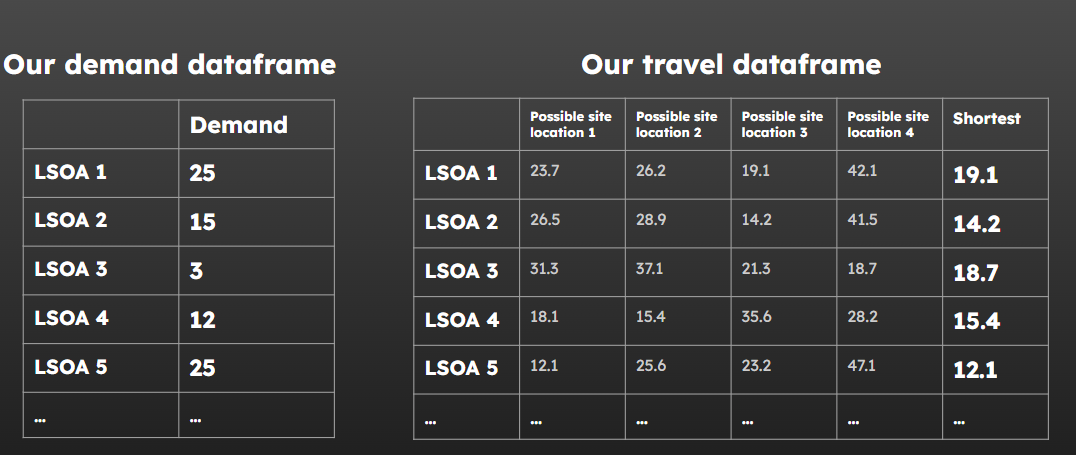 Our demand dataframe
Demand
LSOA 1 25
LSOA 2 15
LSOA 3 3
LSOA 4 12
LSOA 5 25
... ...
Our travel dataframe
Possible site location 1 Possible site location 2 Possible site location 3 Possible site location 4 Shortest
LSOA 1 23.7 26.2 19.1 42.1 19.1
LSOA 2 26.5 28.9 14.2 41.5 14.2
LSOA 3 31.3 37.1 21.3 18.7 18.7
LSOA 4 18.1 15.4 35.6 28.2 15.4
LSOA 5 12.1 25.6 23.2 47.1 12.1
... ... ... ... ... ...